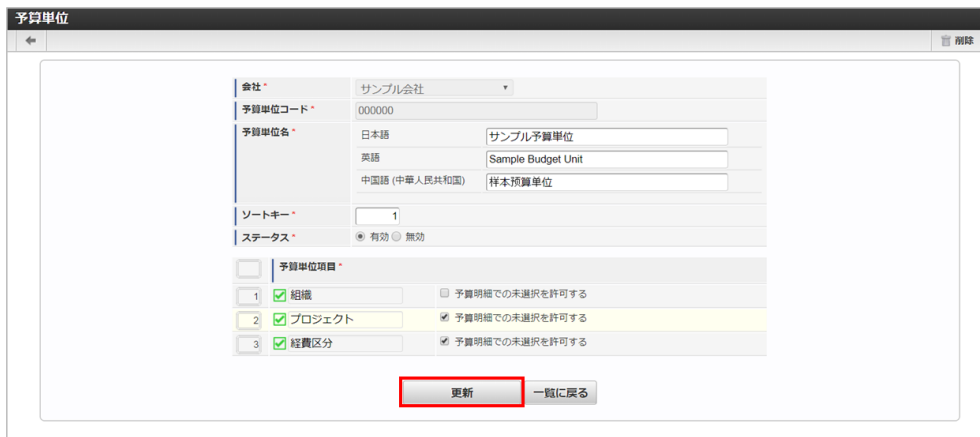 予算単位
削除
会社 * サンプル会社
予算単位コード * 000000
予算単位名 * 日本語 サンプル予算単位
英語 Sample Budget Unit
中国語 (中華人民共和国) 样本预算单位
ソートキー * 1
ステータス * 有効 無効
予算単位項目 *
1 組織 予算明細での未選択を許可する
2 プロジェクト 予算明細での未選択を許可する
3 経費区分 予算明細での未選択を許可する
更新 一覧に戻る